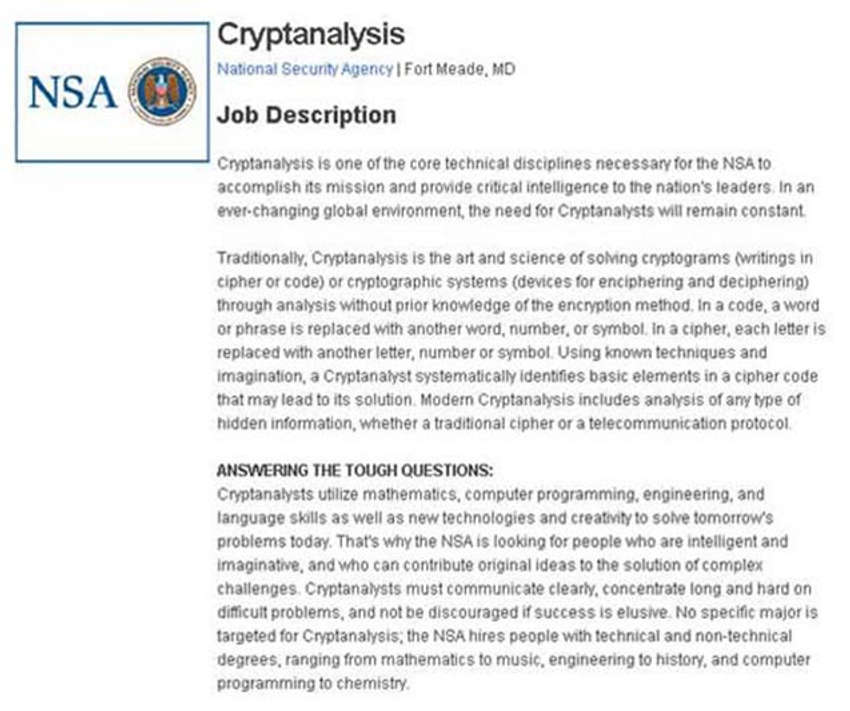 NSA
Cryptanalysis
National Security Agency | Fort Meade, MD
Job Description
Cryptanalysis is one of the core technical disciplines necessary for the NSA to
accomplish its mission and provide critical intelligence to the nation's leaders. In an
ever-changing global environment, the need for Cryptanalysts will remain constant.
Traditionally, Cryptanalysis is the art and science of solving cryptograms (writings in
cipher or code) or cryptographic systems (devices for enciphering and deciphering)
through analysis without prior knowledge of the encryption method. In a code, a word
or phrase is replaced with another word, number, or symbol. In a cipher, each letter is
replaced with another letter, number or symbol. Using known techniques and
imagination, a Cryptanalyst systematically identifies basic elements in a cipher code
that may lead to its solution. Modern Cryptanalysis includes analysis of any type of
hidden information, whether a traditional cipher or a telecommunication protocol.
ANSWERING THE TOUGH QUESTIONS:
Cryptanalysts utilize mathematics, computer programming, engineering, and
language skills as well as new technologies and creativity to solve tomorrow's
problems today. That's why the NSA is looking for people who are intelligent and
imaginative, and who can contribute original ideas to the solution of complex
challenges. Cryptanalysts must communicate clearly, concentrate long and hard on
difficult problems, and not be discouraged if success is elusive. No specific major is
targeted for Cryptanalysis; the NSA hires people with technical and non-technical
degrees, ranging from mathematics to music, engineering to history, and computer
programming to chemistry.